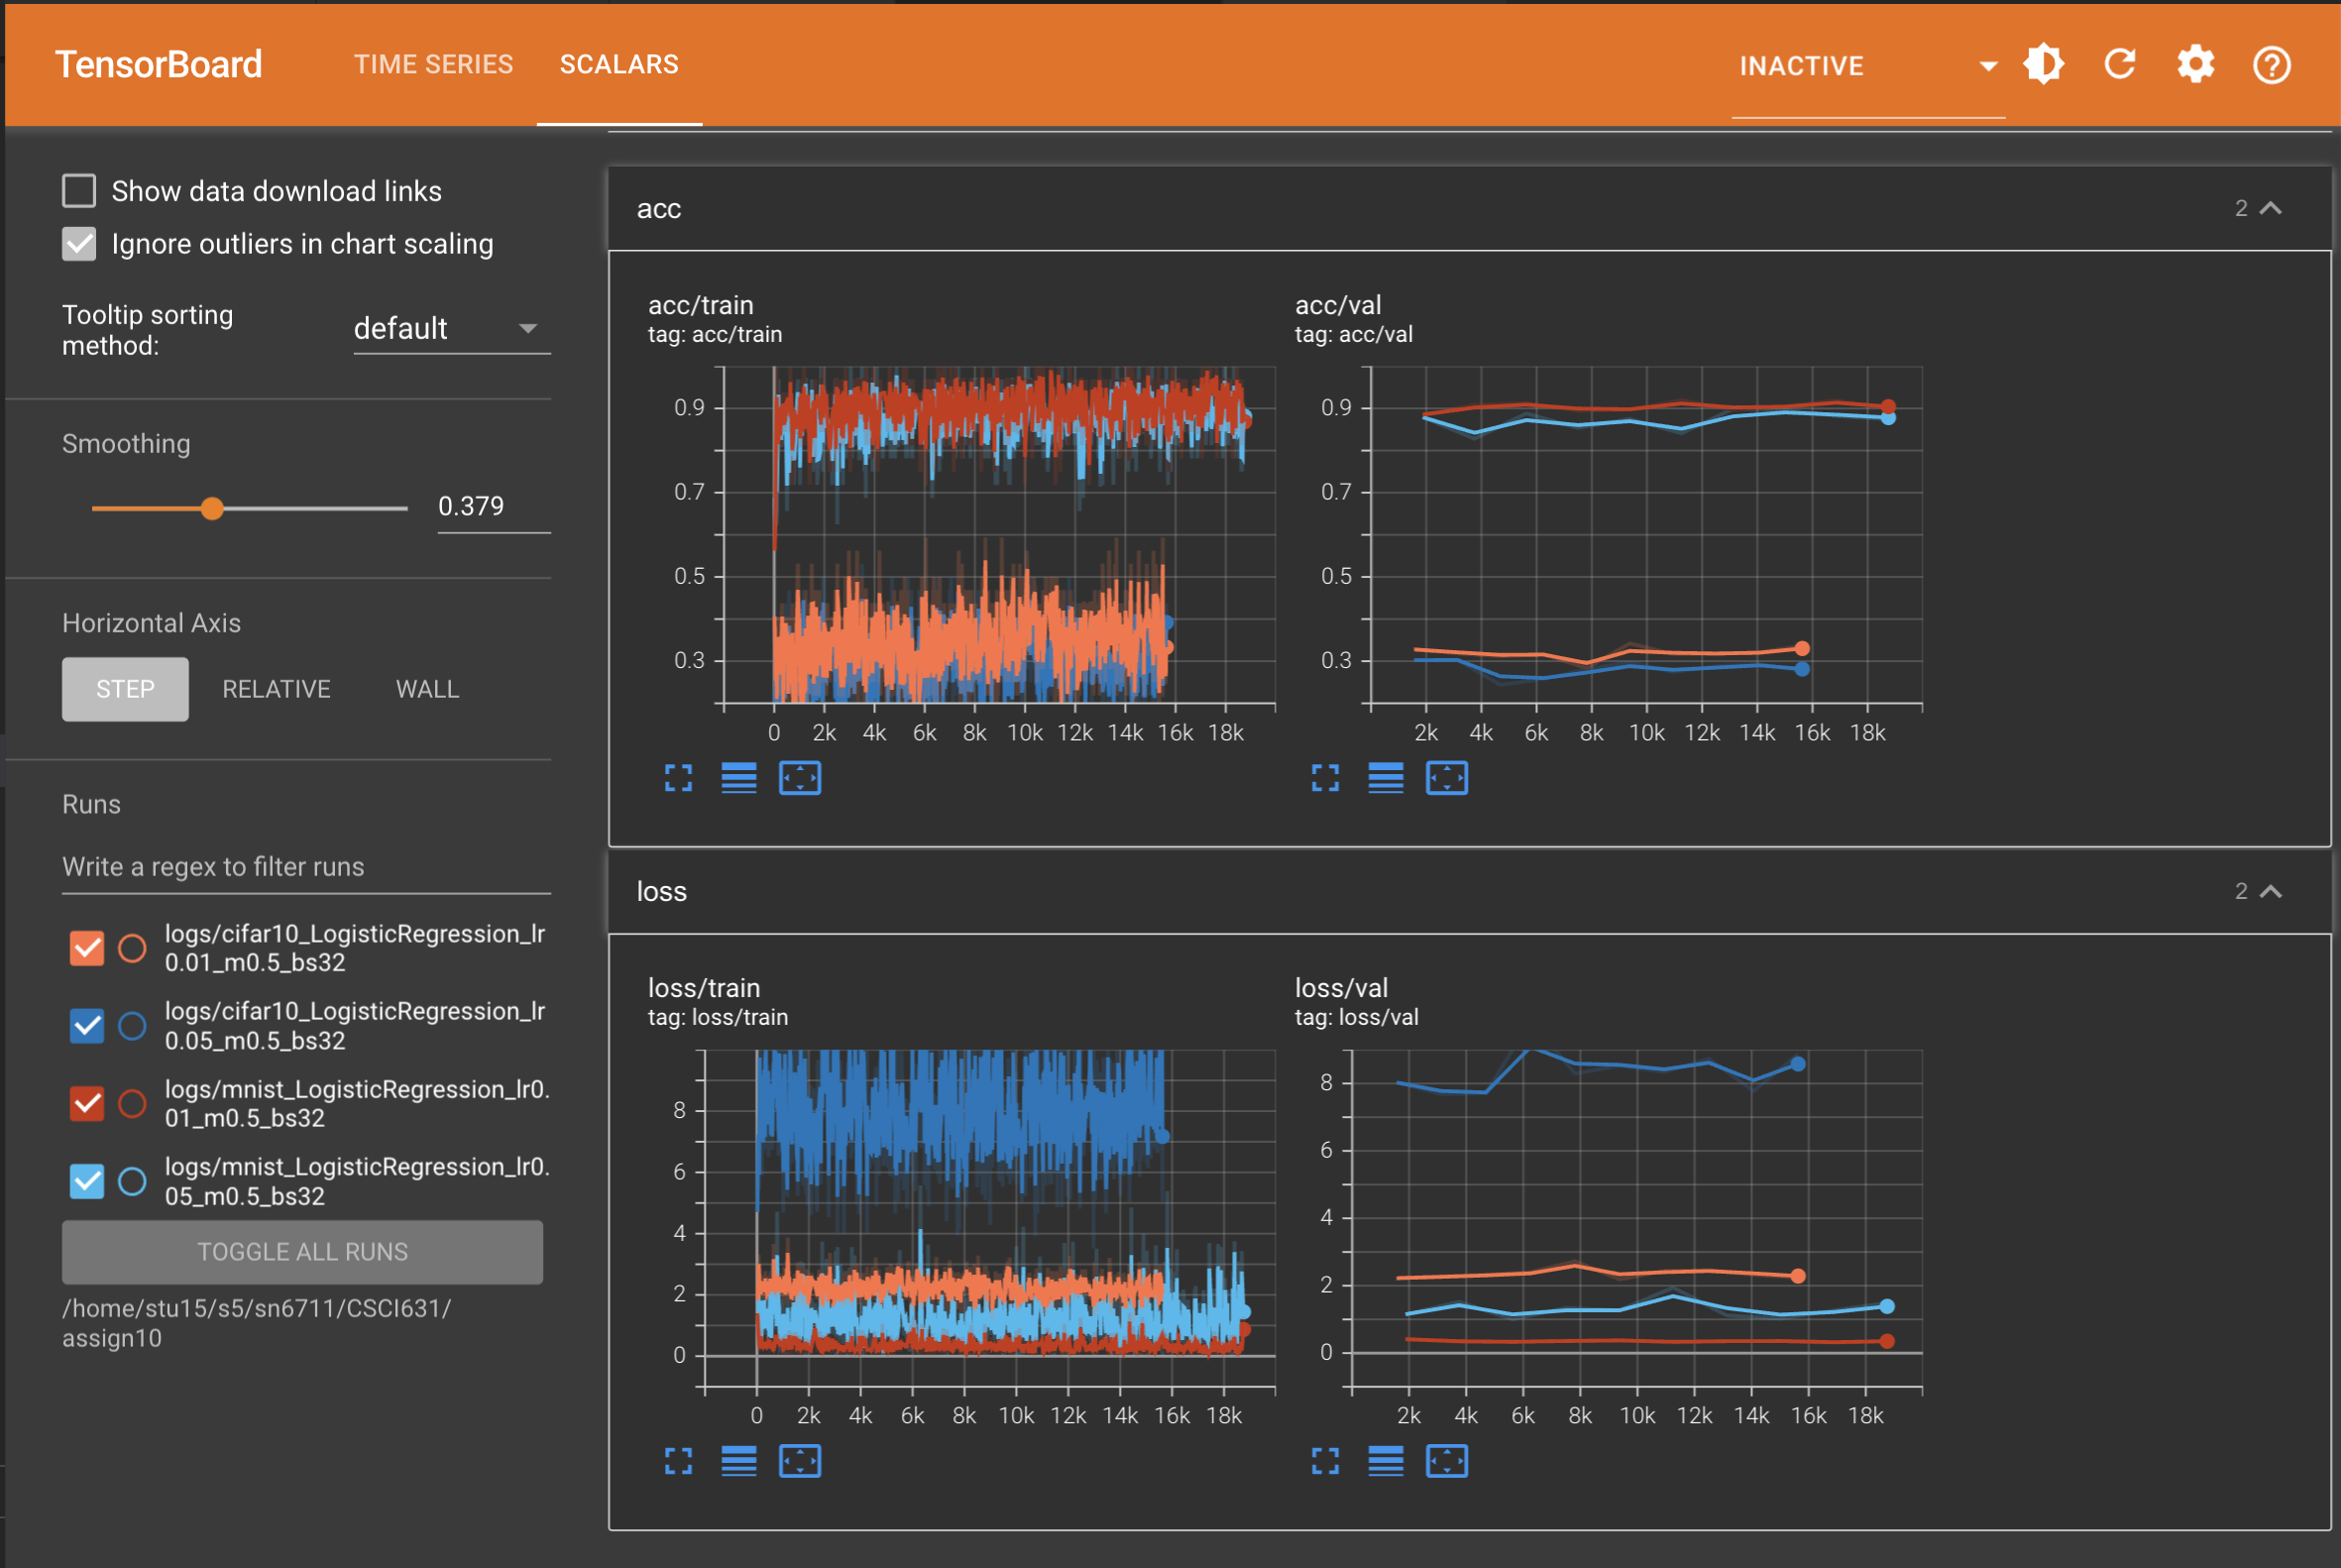 TensorBoard
TIME SERIES
SCALARS
INACTIVE
Show data download links
Ignore outliers in chart scaling
Tooltip sorting
method:
default
Smoothing
0.379
Horizontal Axis
STEP
RELATIVE
WALL
Runs
Write a regex to filter runs
logs/cifar10_LogisticRegression_lr
0.01_m0.5_bs32
logs/cifar10_LogisticRegression_lr
0.05_m0.5_bs32
logs/mnist_LogisticRegression_lr0.
01_m0.5_bs32
logs/mnist_LogisticRegression_lr0.
05_m0.5_bs32
TOGGLE ALL RUNS
/home/stu15/s5/sn6711/CSCI631/
assign10
acc
2
acc/train
tag: acc/train
0.9
0.7
0.5
0.3
0 2k 4k 6k 8k 10k 12k 14k 16k 18k
acc/val
tag: acc/val
0.9
0.7
0.5
0.3
2k 4k 6k 8k 10k 12k 14k 16k 18k
loss
2
loss/train
tag: loss/train
8
6
4
2
0
0 2k 4k 6k 8k 10k 12k 14k 16k 18k
loss/val
tag: loss/val
8
6
4
2
0
2k 4k 6k 8k 10k 12k 14k 16k 18k